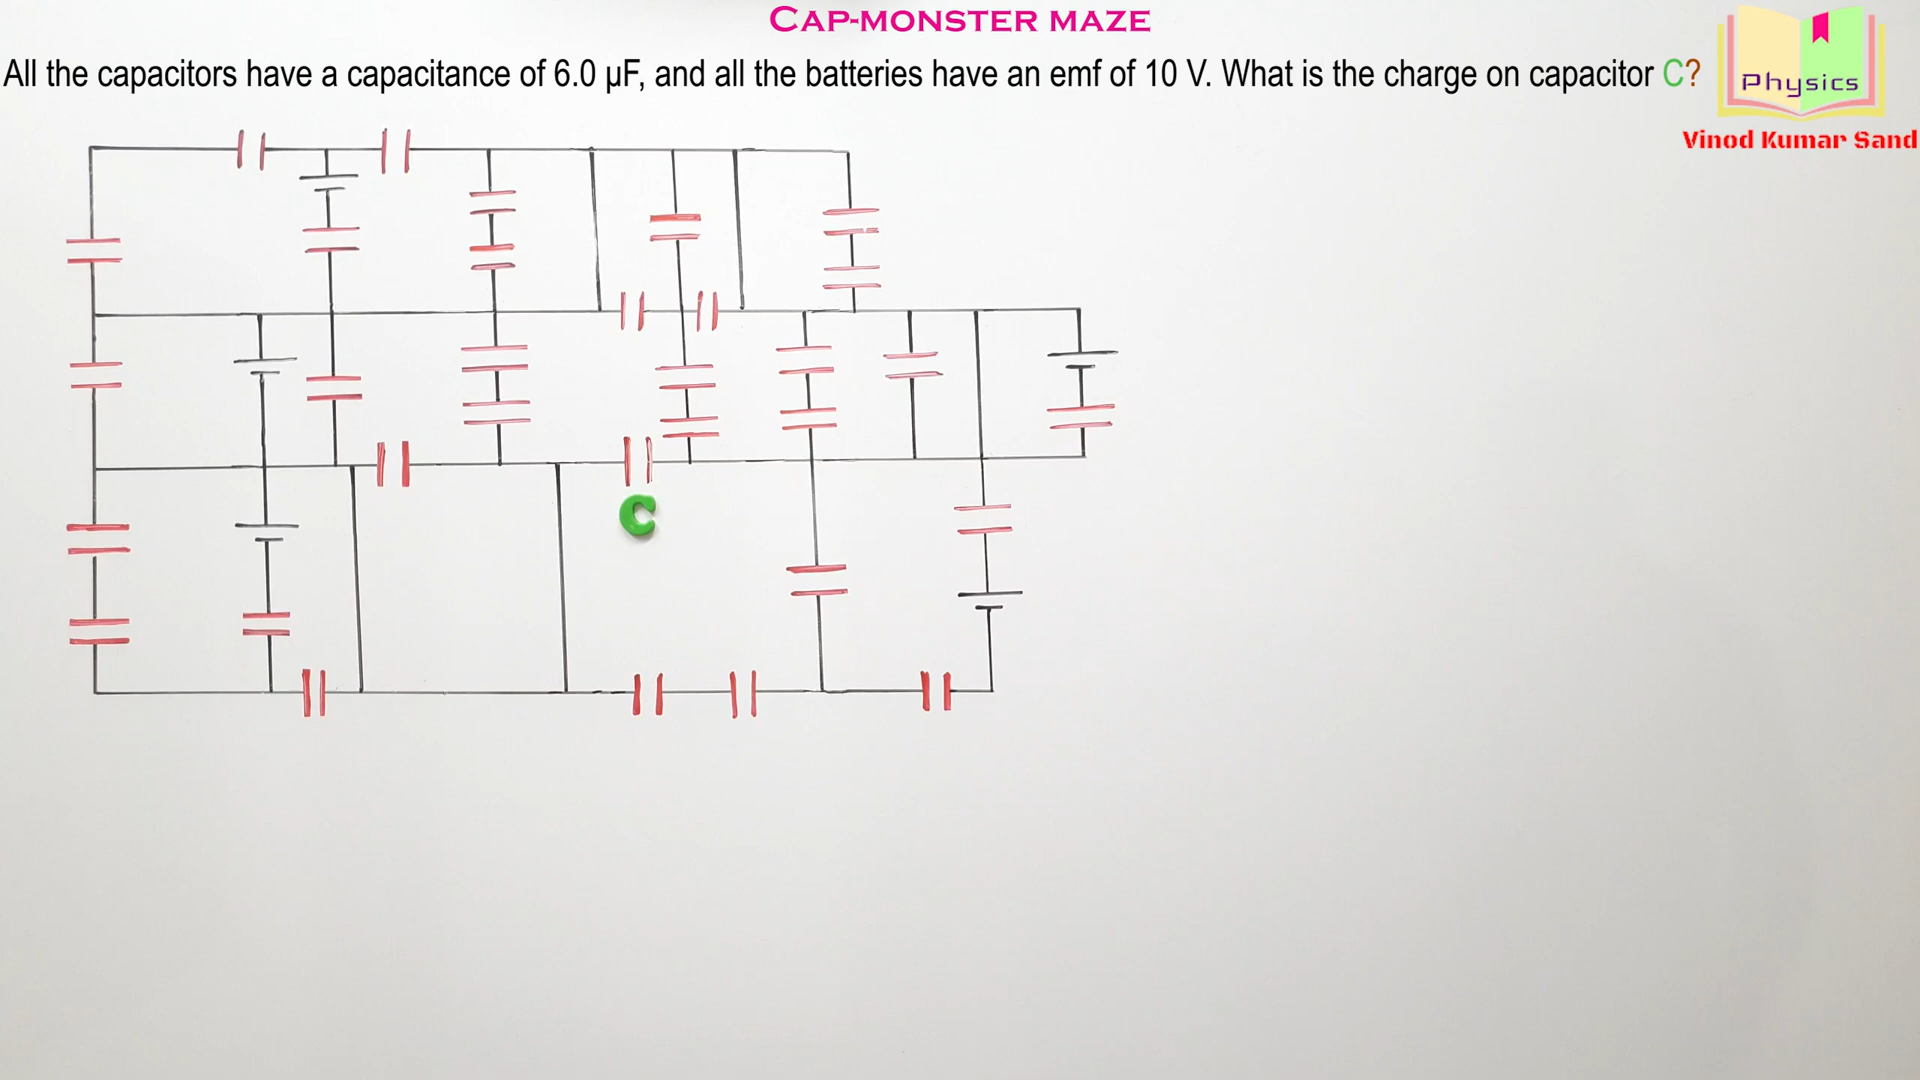 Cap-monster maze
All the capacitors have a capacitance of 6.0 µF, and all the batteries have an emf of 10 V. What is the charge on capacitor C?
Physics
Vinod Kumar Sand
C